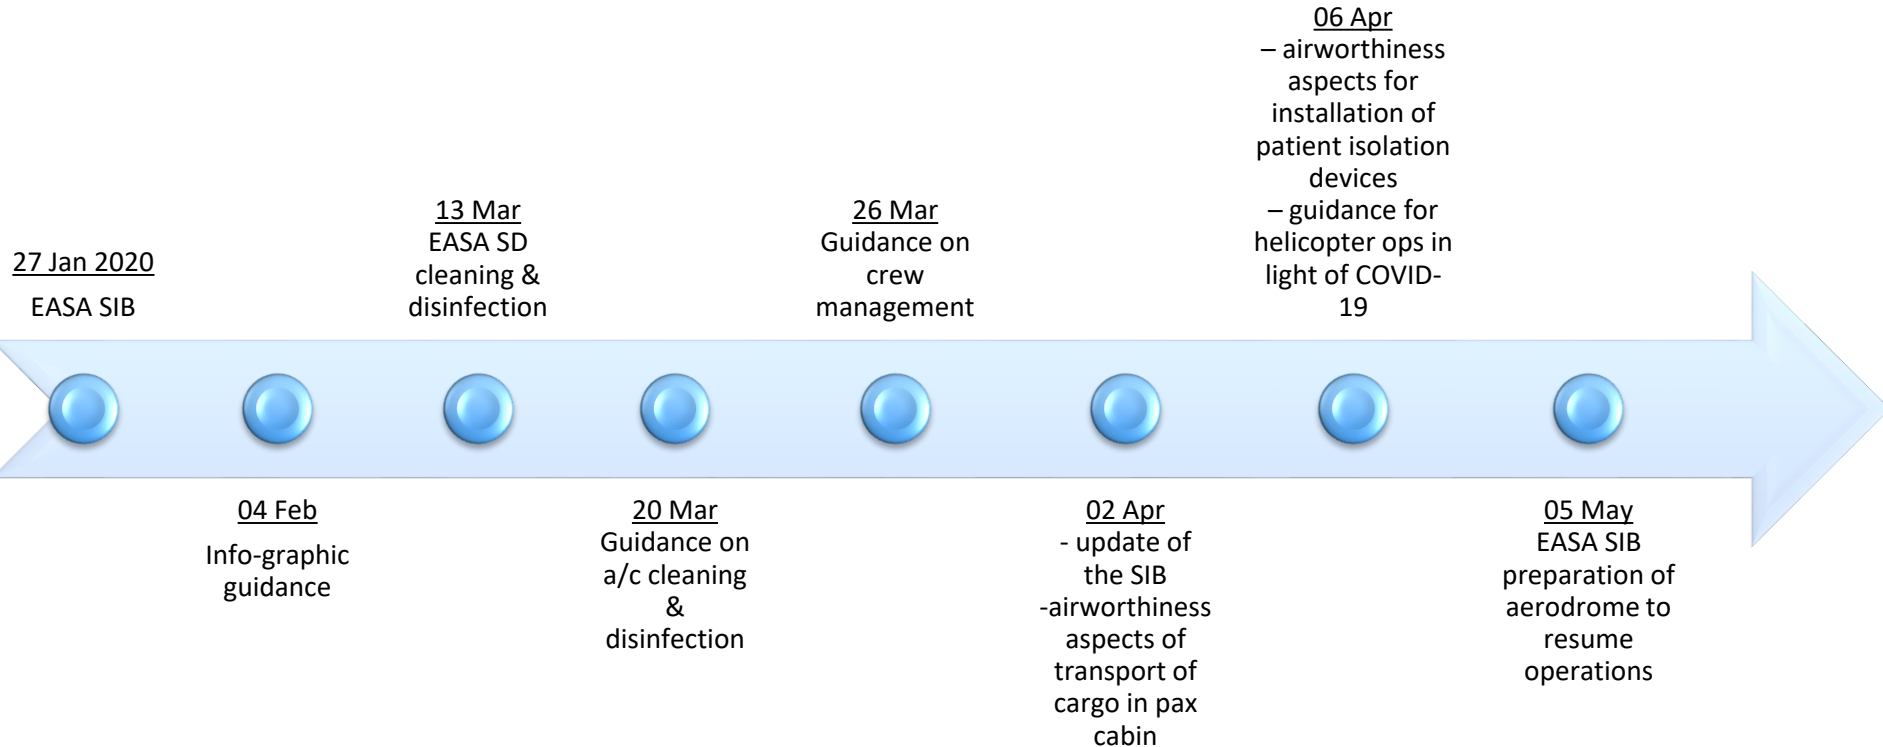 27 Jan 2020
EASA SIB
04 Feb
Info-graphic
guidance
13 Mar
EASA SD
cleaning &
disinfection
20 Mar
Guidance on
a/c cleaning
&
disinfection
26 Mar
Guidance on
crew
management
02 Apr
- update of
the SIB
-airworthiness
aspects of
transport of
cargo in pax
cabin
06 Apr
– airworthiness
aspects for
installation of
patient isolation
devices
– guidance for
helicopter ops in
light of COVID-
19
05 May
EASA SIB
preparation of
aerodrome to
resume
operations